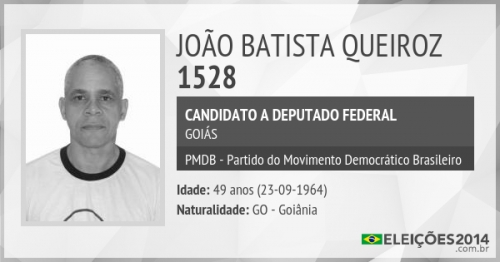 JOÃO BATISTA QUEIROZ
1528
CANDIDATO A DEPUTADO FEDERAL
GOIÁS
PMDB - Partido do Movimento Democrático Brasileiro
Idade: 49 anos (23-09-1964)
Naturalidade: GO - Goiânia
ELEIÇÕES2014
.com.br